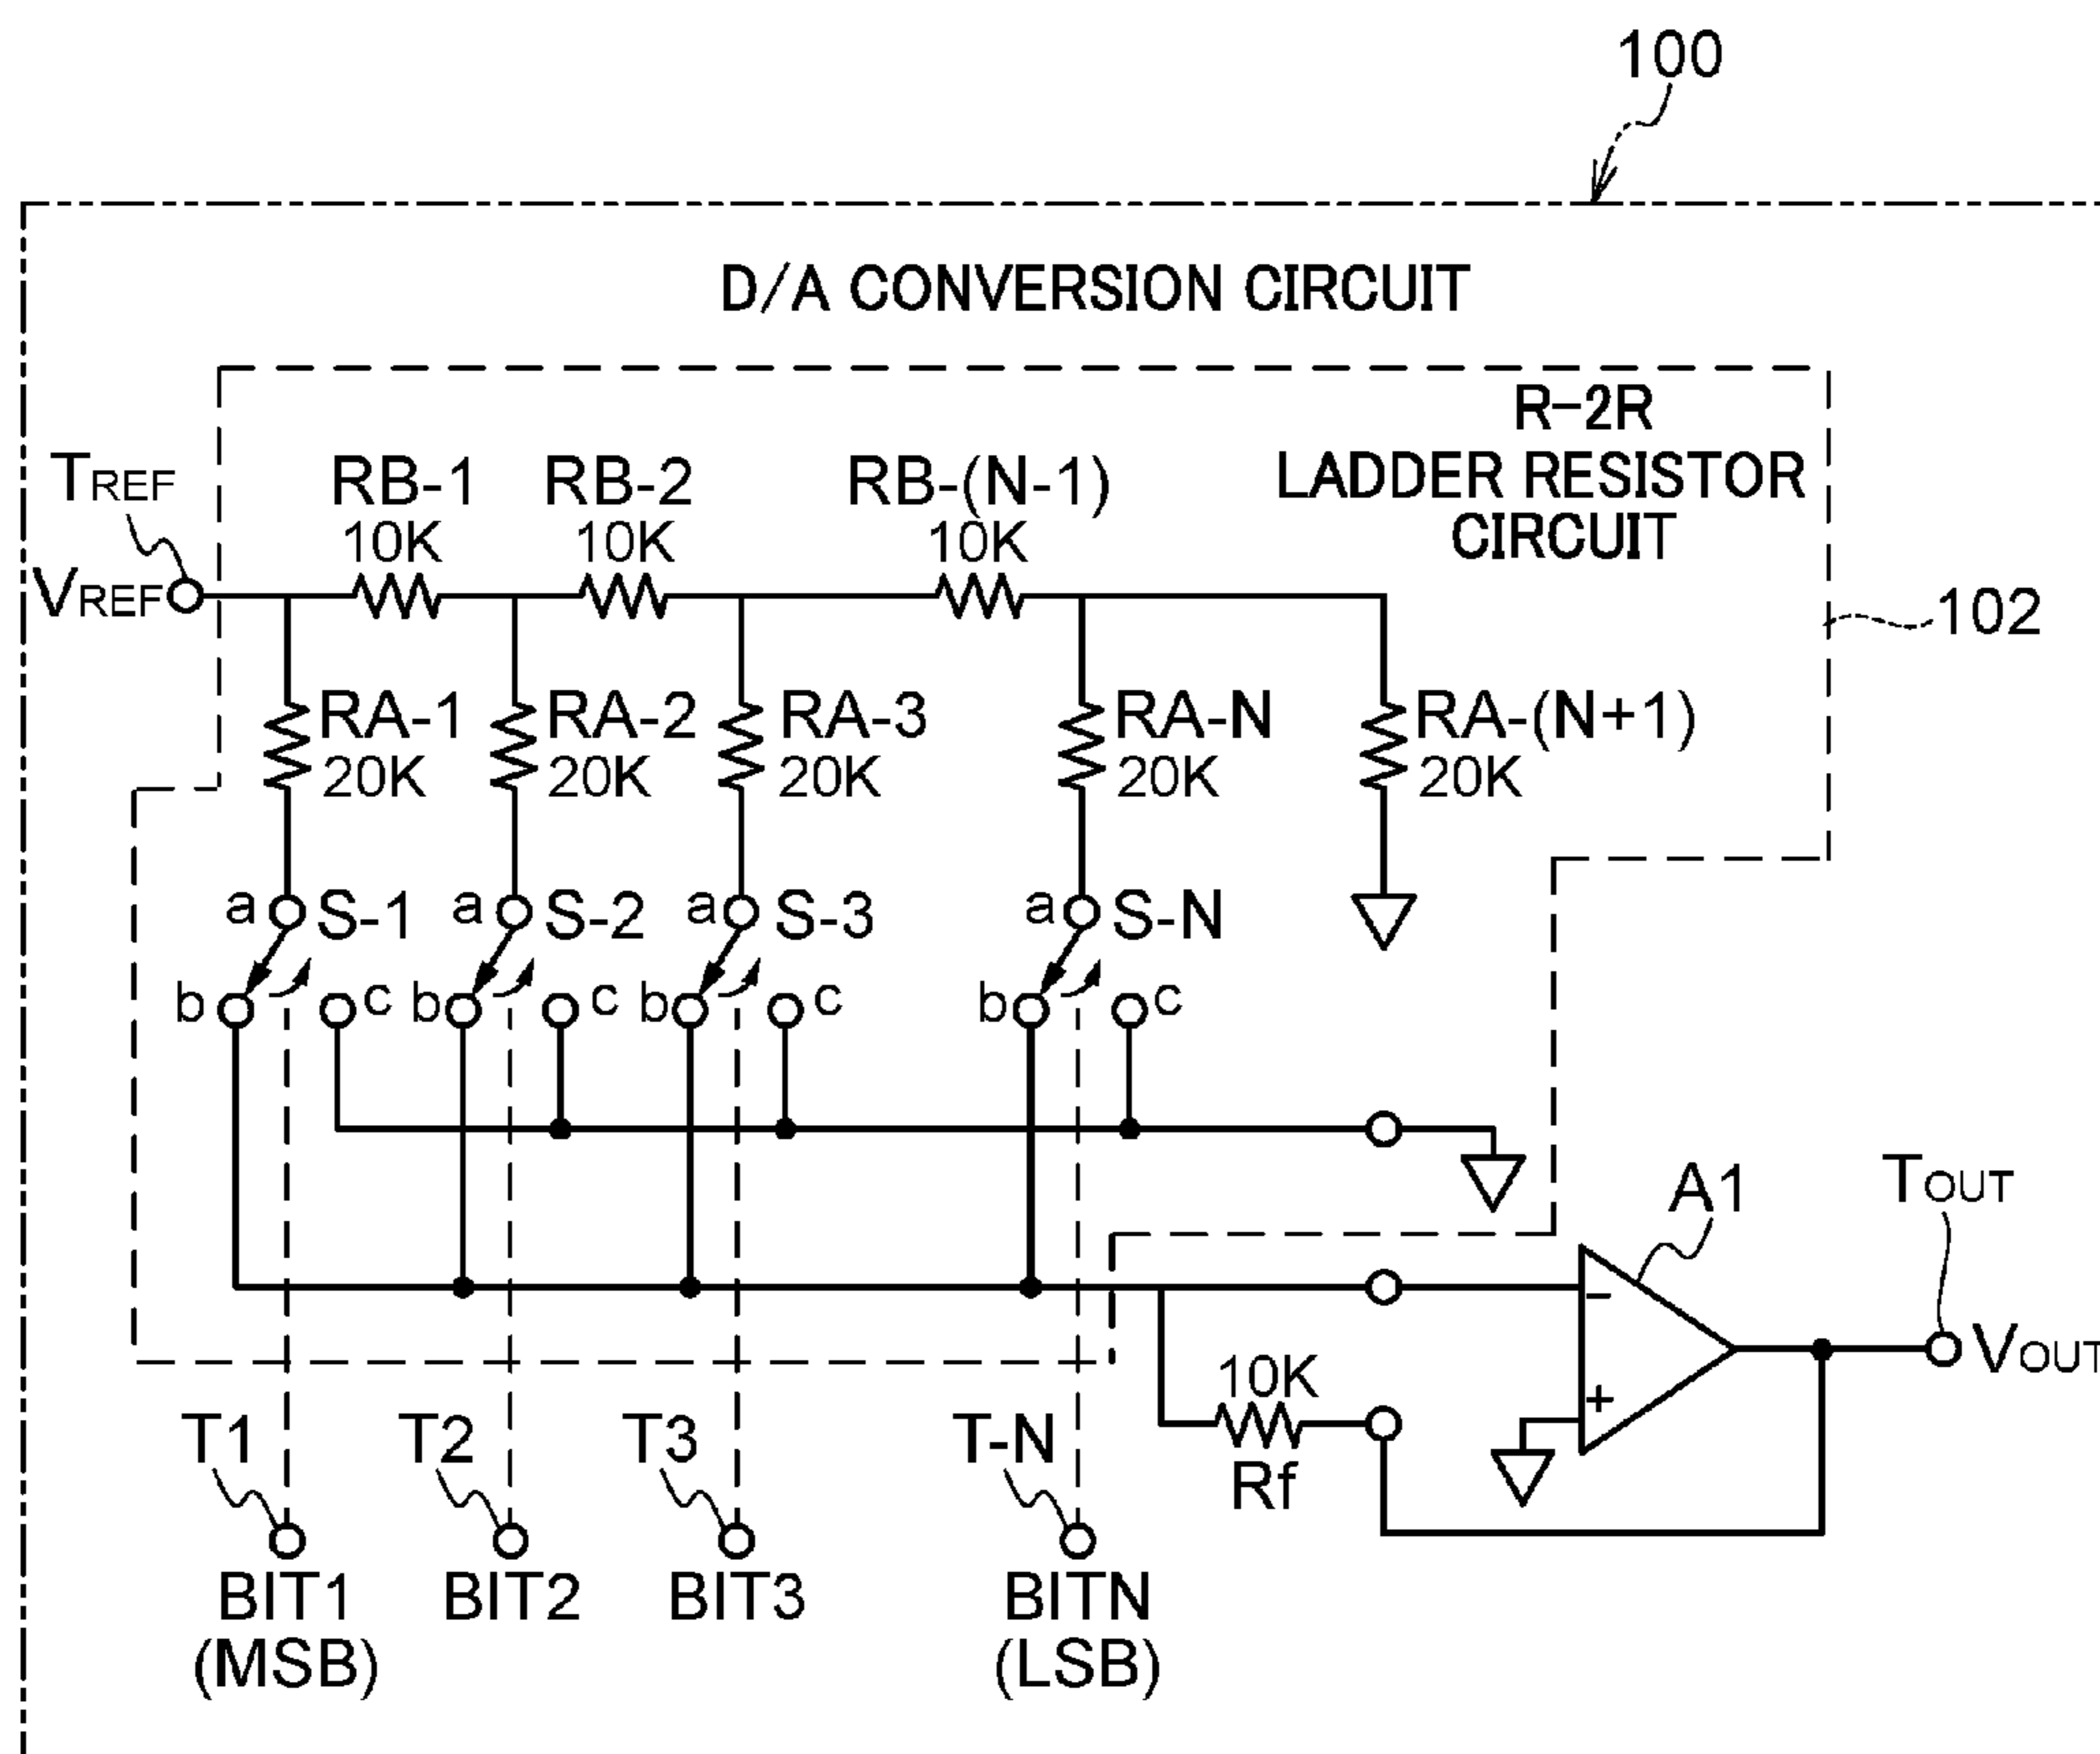 100
D/A CONVERSION CIRCUIT
R-2R
LADDER RESISTOR
CIRCUIT
102
TREF
VREF
RB-1
10K
RB-2
10K
RB-(N-1)
10K
RA-1
20K
RA-2
20K
RA-3
20K
RA-N
20K
RA-(N+1)
20K
a S-1
a S-2
a S-3
a S-N
b c
b c
b c
b c
A1
TOUT
VOUT
-
+
10K
Rf
T1
T2
T3
T-N
BIT1
(MSB)
BIT2
BIT3
BITN
(LSB)